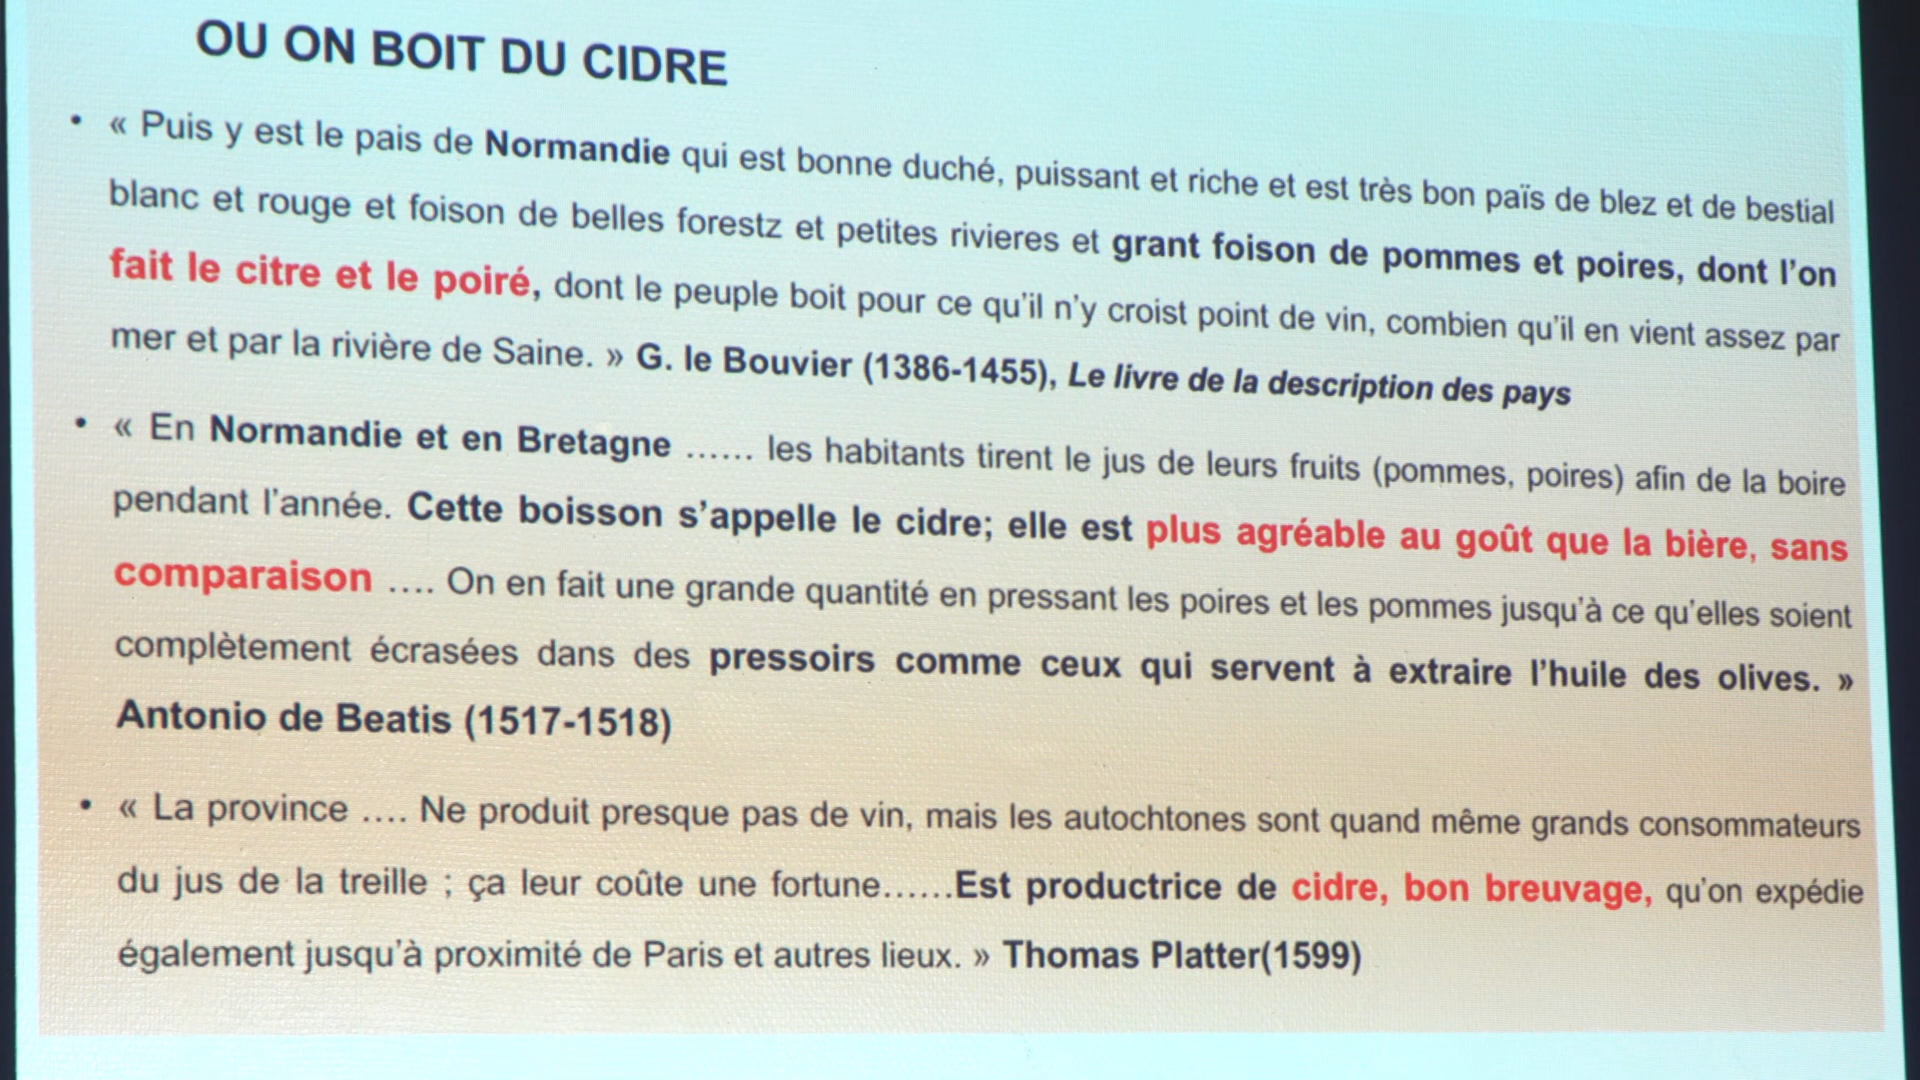 OU ON BOIT DU CIDRE
• « Puis y est le pais de Normandie qui est bonne duché, puissant et riche et est très bon païs de blez et de bestial
blanc et rouge et foison de belles forestz et petites rivieres et grant foison de pommes et poires, dont l'on
fait le citre et le poiré, dont le peuple boit pour ce qu'il n'y croist point de vin, combien qu'il en vient assez par
mer et par la rivière de Saine. » G. le Bouvier (1386-1455), Le livre de la description des pays
• « En Normandie et en Bretagne …… les habitants tirent le jus de leurs fruits (pommes, poires) afin de la boire
pendant l'année. Cette boisson s'appelle le cidre; elle est plus agréable au goût que la bière, sans
comparaison …. On en fait une grande quantité en pressant les poires et les pommes jusqu'à ce qu'elles soient
complètement écrasées dans des pressoirs comme ceux qui servent à extraire l'huile des olives. »
Antonio de Beatis (1517-1518)
• « La province …. Ne produit presque pas de vin, mais les autochtones sont quand même grands consommateurs
du jus de la treille ; ça leur coûte une fortune……Est productrice de cidre, bon breuvage, qu'on expédie
également jusqu'à proximité de Paris et autres lieux. » Thomas Platter(1599)